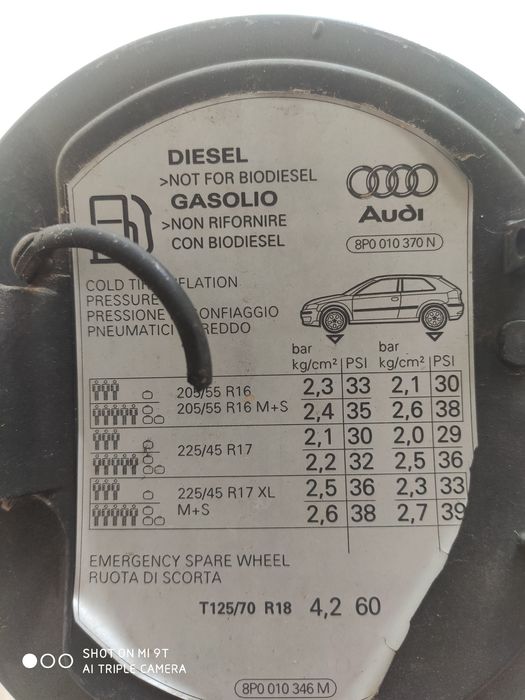 DIESEL
>NOT FOR BIODIESEL
GASOLIO
>NON RIFORNIRE
CON BIODIESEL
Audi
8P0 010 370 N
COLD FLATION
PRESSURE
PRESSIONE ONFIAGGIO
PNEUMATICI REDDO
bar bar
kg/cm² PSI kg/cm² PSI
205/55 R16 2,3 33 2,1 30
205/55 R16 M+S 2,4 35 2,6 38
225/45 R17 2,1 30 2,0 29
2,2 32 2,5 36
225/45 R17 XL 2,5 36 2,3 33
M+S 2,6 38 2,7 39
EMERGENCY SPARE WHEEL
RUOTA DI SCORTA
T125/70 R18 4,2 60
8P0 010 346 M
SHOT ON MI 9T
AI TRIPLE CAMERA